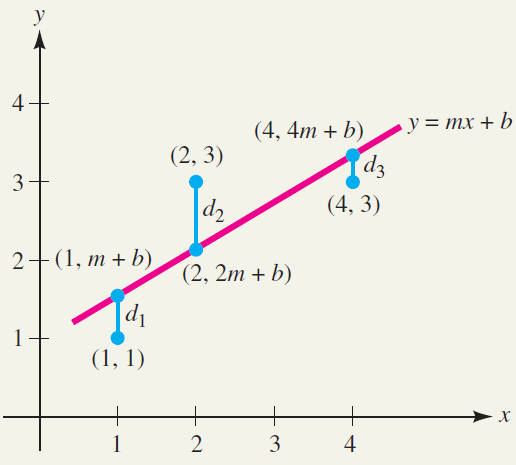 y
4
(4, 4m + b)
y = mx + b
(2, 3)
d₃
3
(4, 3)
d₂
2
(1, m + b)
(2, 2m + b)
d₁
1
(1, 1)
x
1
2
3
4